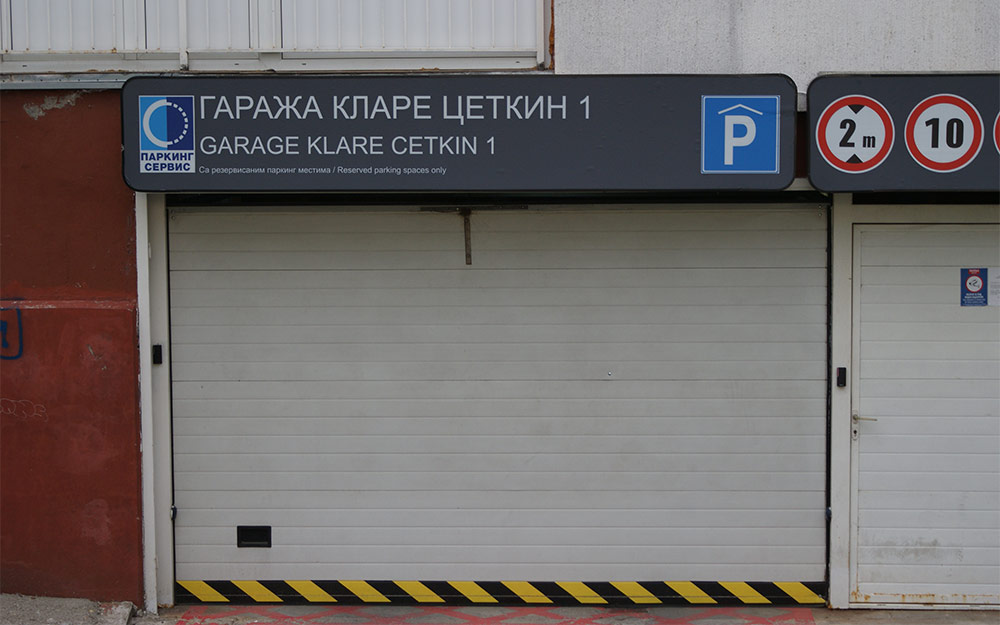 ГАРАЖА КЛАРЕ ЦЕТКИН 1
GARAGE KLARE CETKIN 1
Са резервисаним паркинг местима / Reserved parking spaces only
ПАРКИНГ
СЕРВИС
P
2 m
10